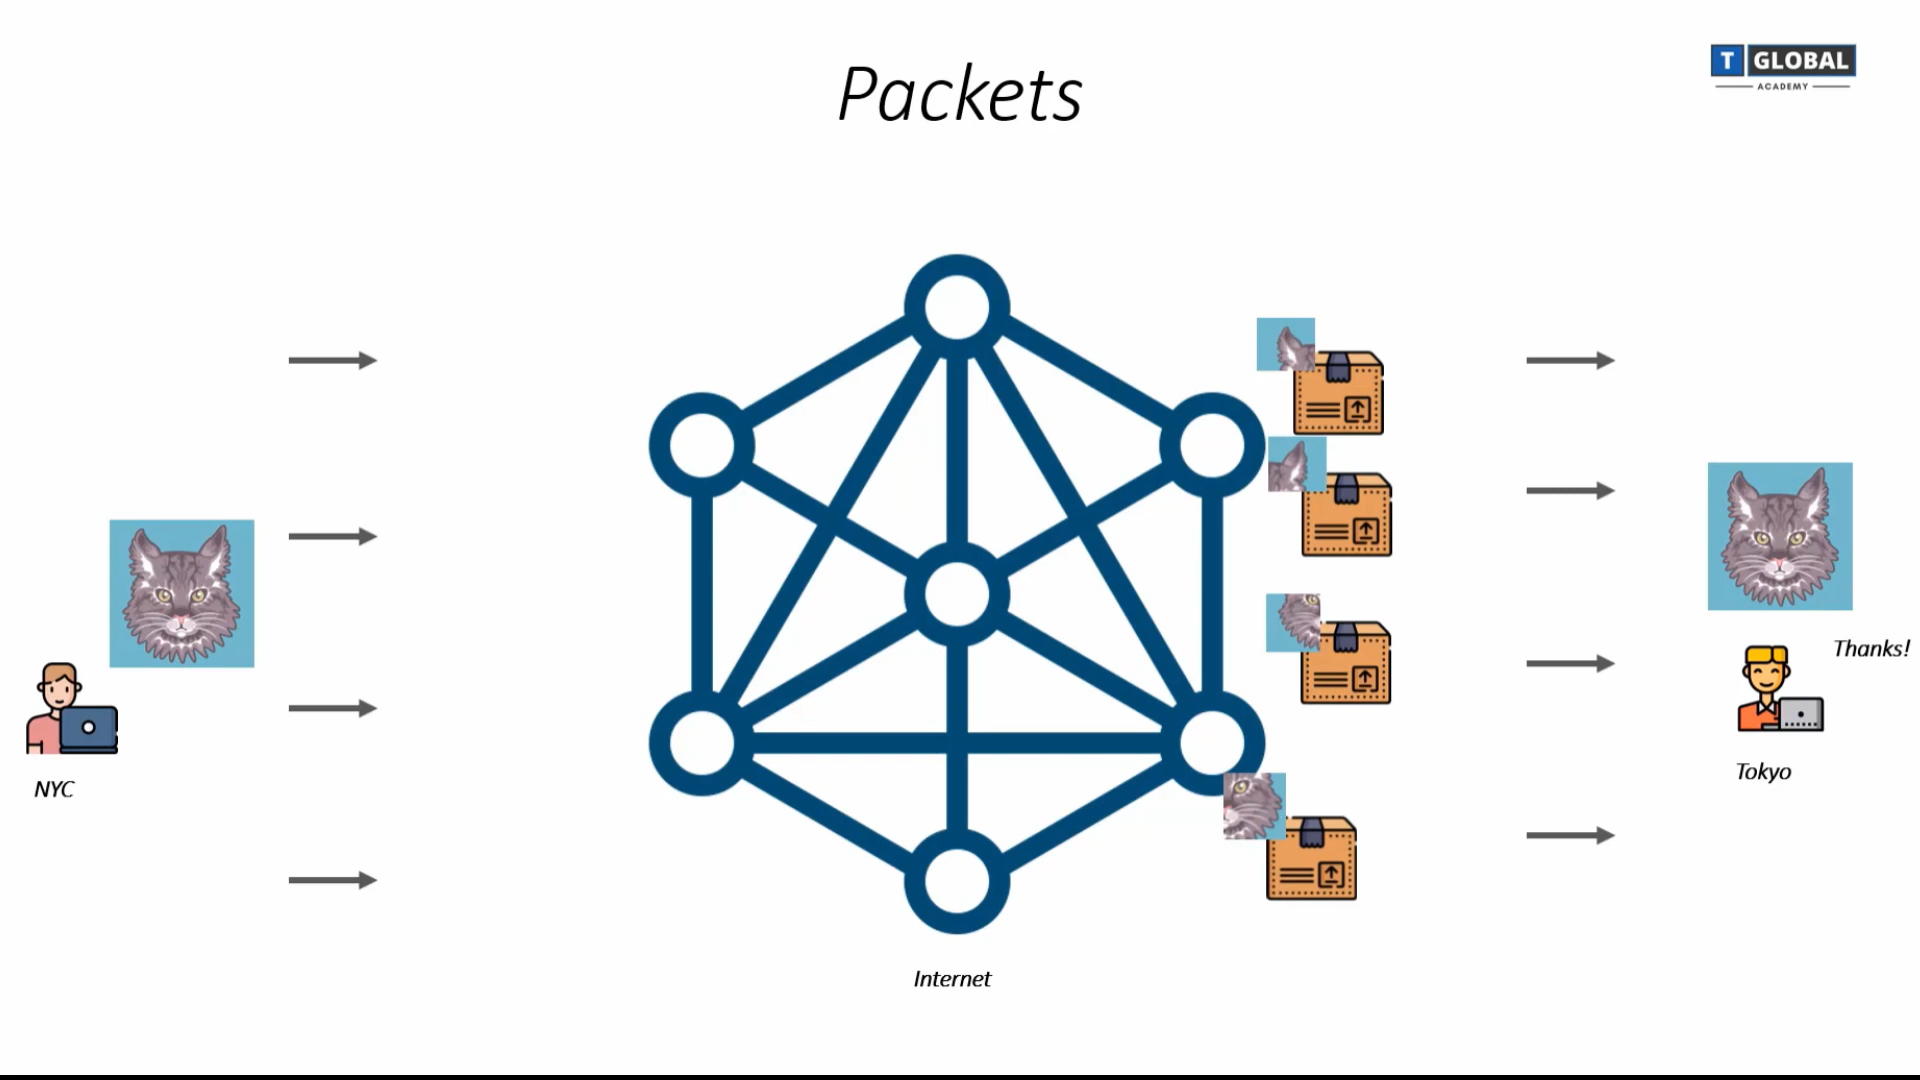 Packets
T GLOBAL
ACADEMY
Thanks!
NYC
Tokyo
Internet